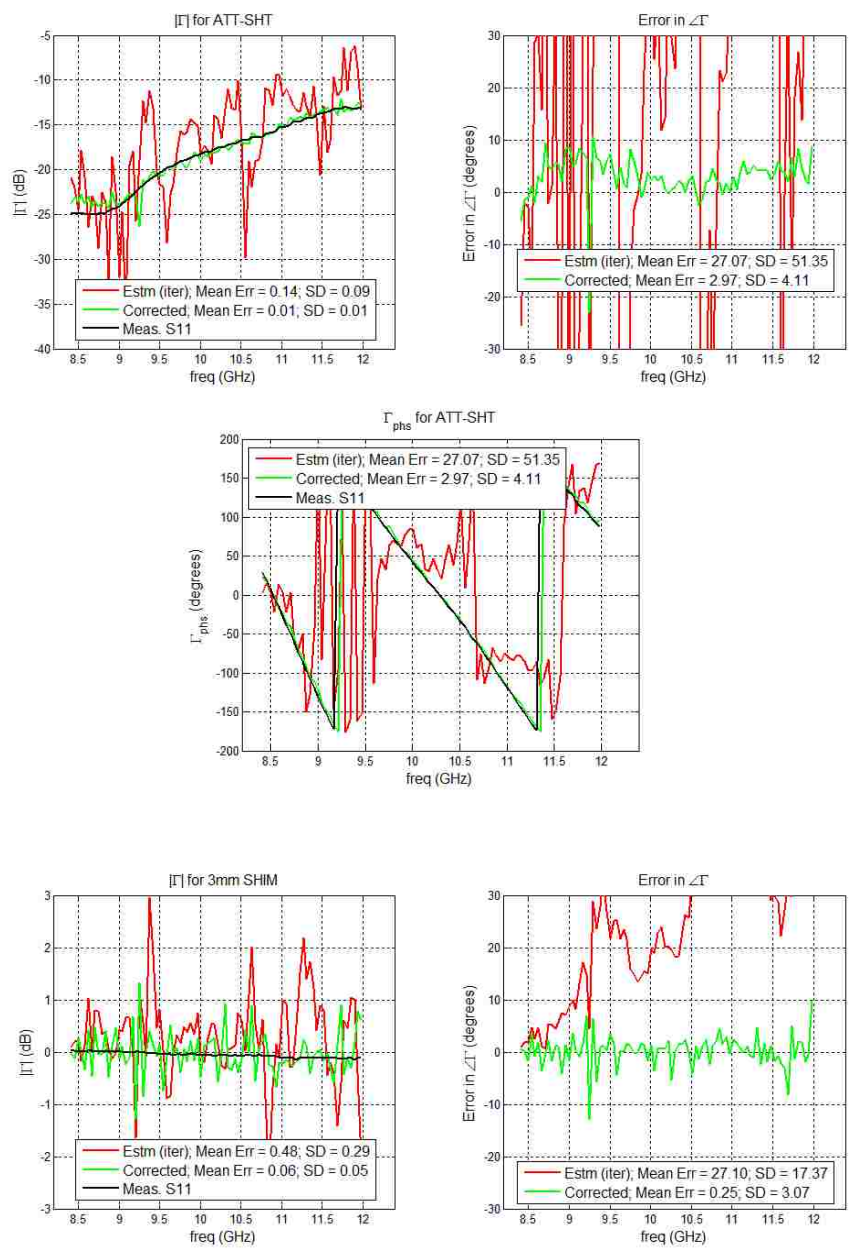 |Γ| for ATT-SHT
-5
-10
-15
-20
-25
-30
-35
-40
|Γ| (dB)
Estm (iter); Mean Err = 0.14; SD = 0.09
Corrected; Mean Err = 0.01; SD = 0.01
Meas. S11
8.5 9 9.5 10 10.5 11 11.5 12
freq (GHz)
Error in ∠Γ
30
20
10
0
-10
-20
-30
Error in ∠Γ (degrees)
Estm (iter); Mean Err = 27.07; SD = 51.35
Corrected; Mean Err = 2.97; SD = 4.11
8.5 9 9.5 10 10.5 11 11.5 12
freq (GHz)
Γphs for ATT-SHT
200
150
100
50
0
-50
-100
-150
-200
Γphs (degrees)
Estm (iter); Mean Err = 27.07; SD = 51.35
Corrected; Mean Err = 2.97; SD = 4.11
Meas. S11
8.5 9 9.5 10 10.5 11 11.5 12
freq (GHz)
|Γ| for 3mm SHIM
3
2
1
0
-1
-2
-3
|Γ| (dB)
Estm (iter); Mean Err = 0.48; SD = 0.29
Corrected; Mean Err = 0.06; SD = 0.05
Meas. S11
8.5 9 9.5 10 10.5 11 11.5 12
freq (GHz)
Error in ∠Γ
30
20
10
0
-10
-20
-30
Error in ∠Γ (degrees)
Estm (iter); Mean Err = 27.10; SD = 17.37
Corrected; Mean Err = 0.25; SD = 3.07
8.5 9 9.5 10 10.5 11 11.5 12
freq (GHz)